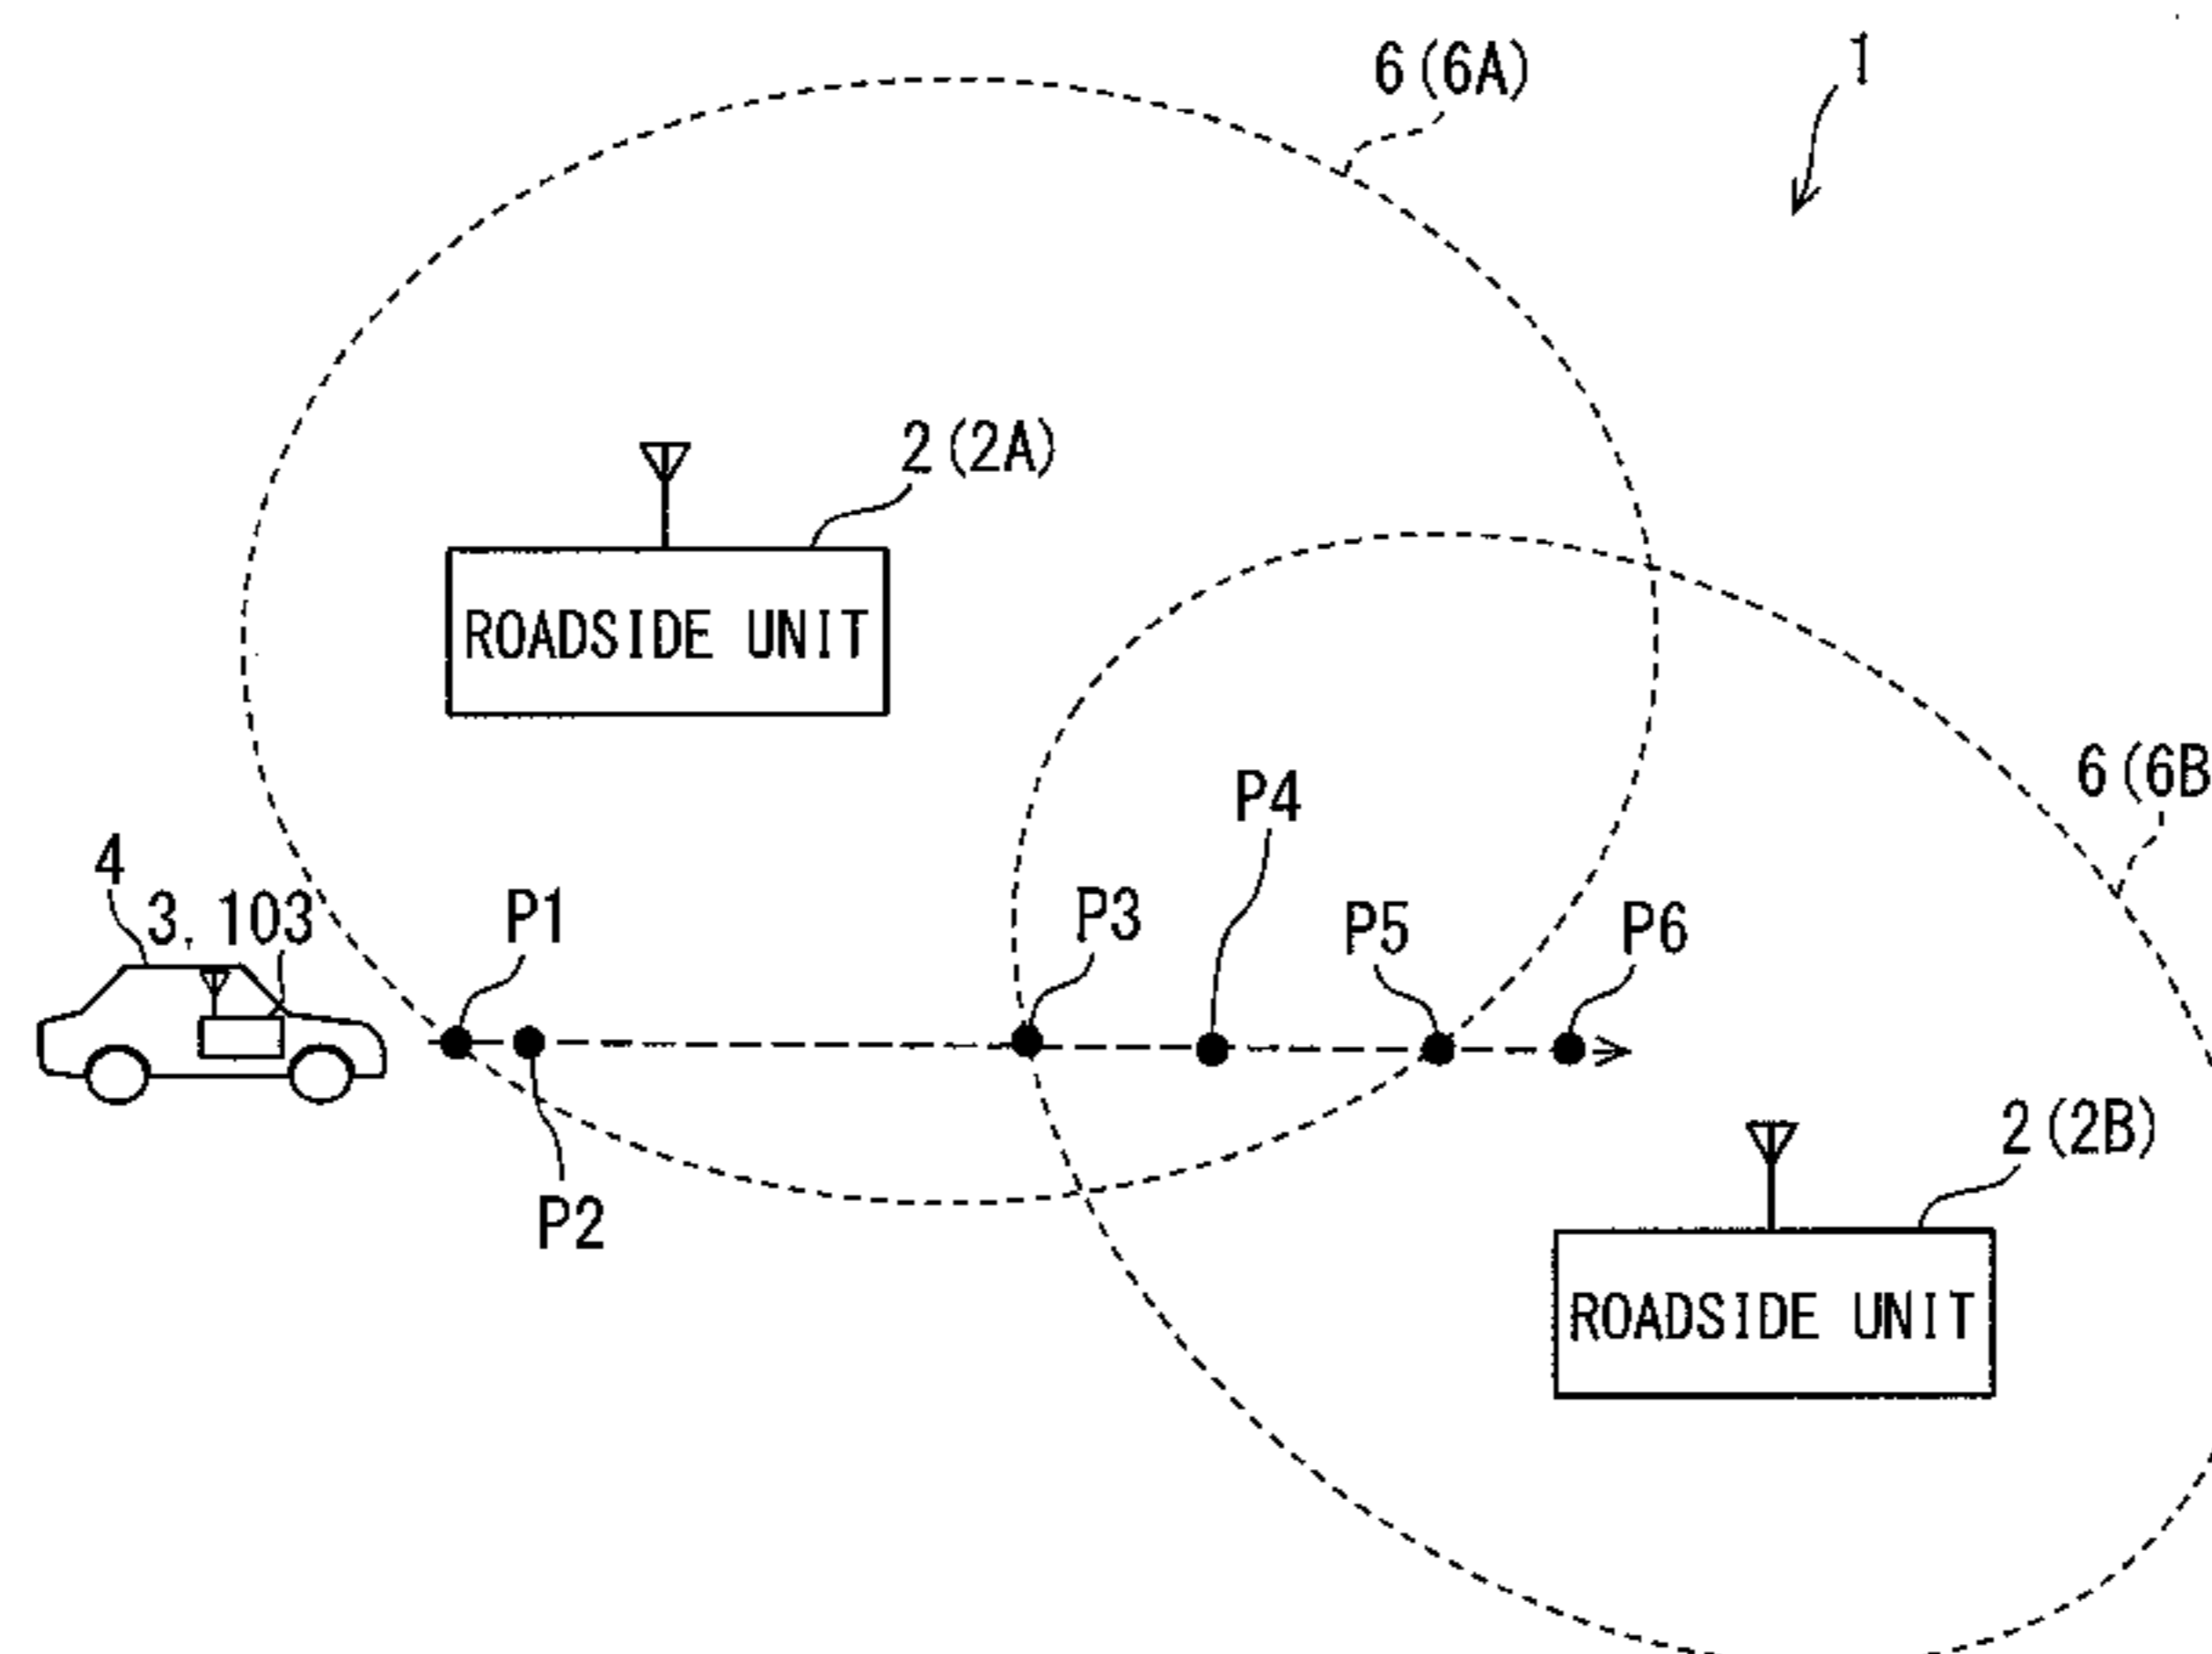 6(6A)
1
2(2A)
ROADSIDE UNIT
6(6B
P4
4
3, 103
P1
P3
P5
P6
P2
2(2B)
ROADSIDE UNIT